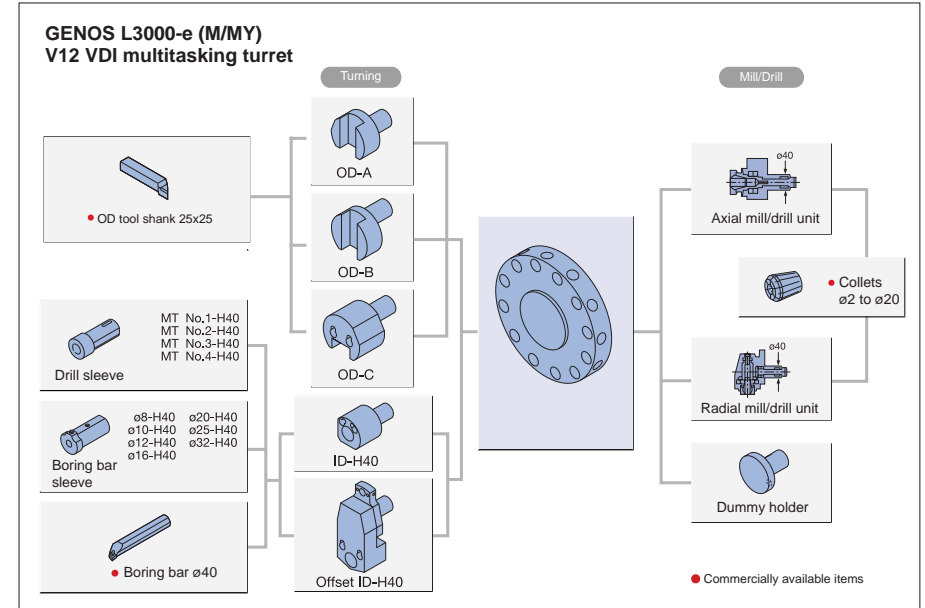 GENOS L3000-e (M/MY)
V12 VDI multitasking turret
Turning
Mill/Drill
OD-A
● OD tool shank 25x25
OD-B
OD-C
MT No.1-H40
MT No.2-H40
MT No.3-H40
MT No.4-H40
Drill sleeve
ø8-H40 ø20-H40
ø10-H40 ø25-H40
ø12-H40 ø32-H40
ø16-H40
Boring bar
sleeve
● Boring bar ø40
ID-H40
Offset ID-H40
ø40
Axial mill/drill unit
● Collets
ø2 to ø20
ø40
Radial mill/drill unit
Dummy holder
● Commercially available items